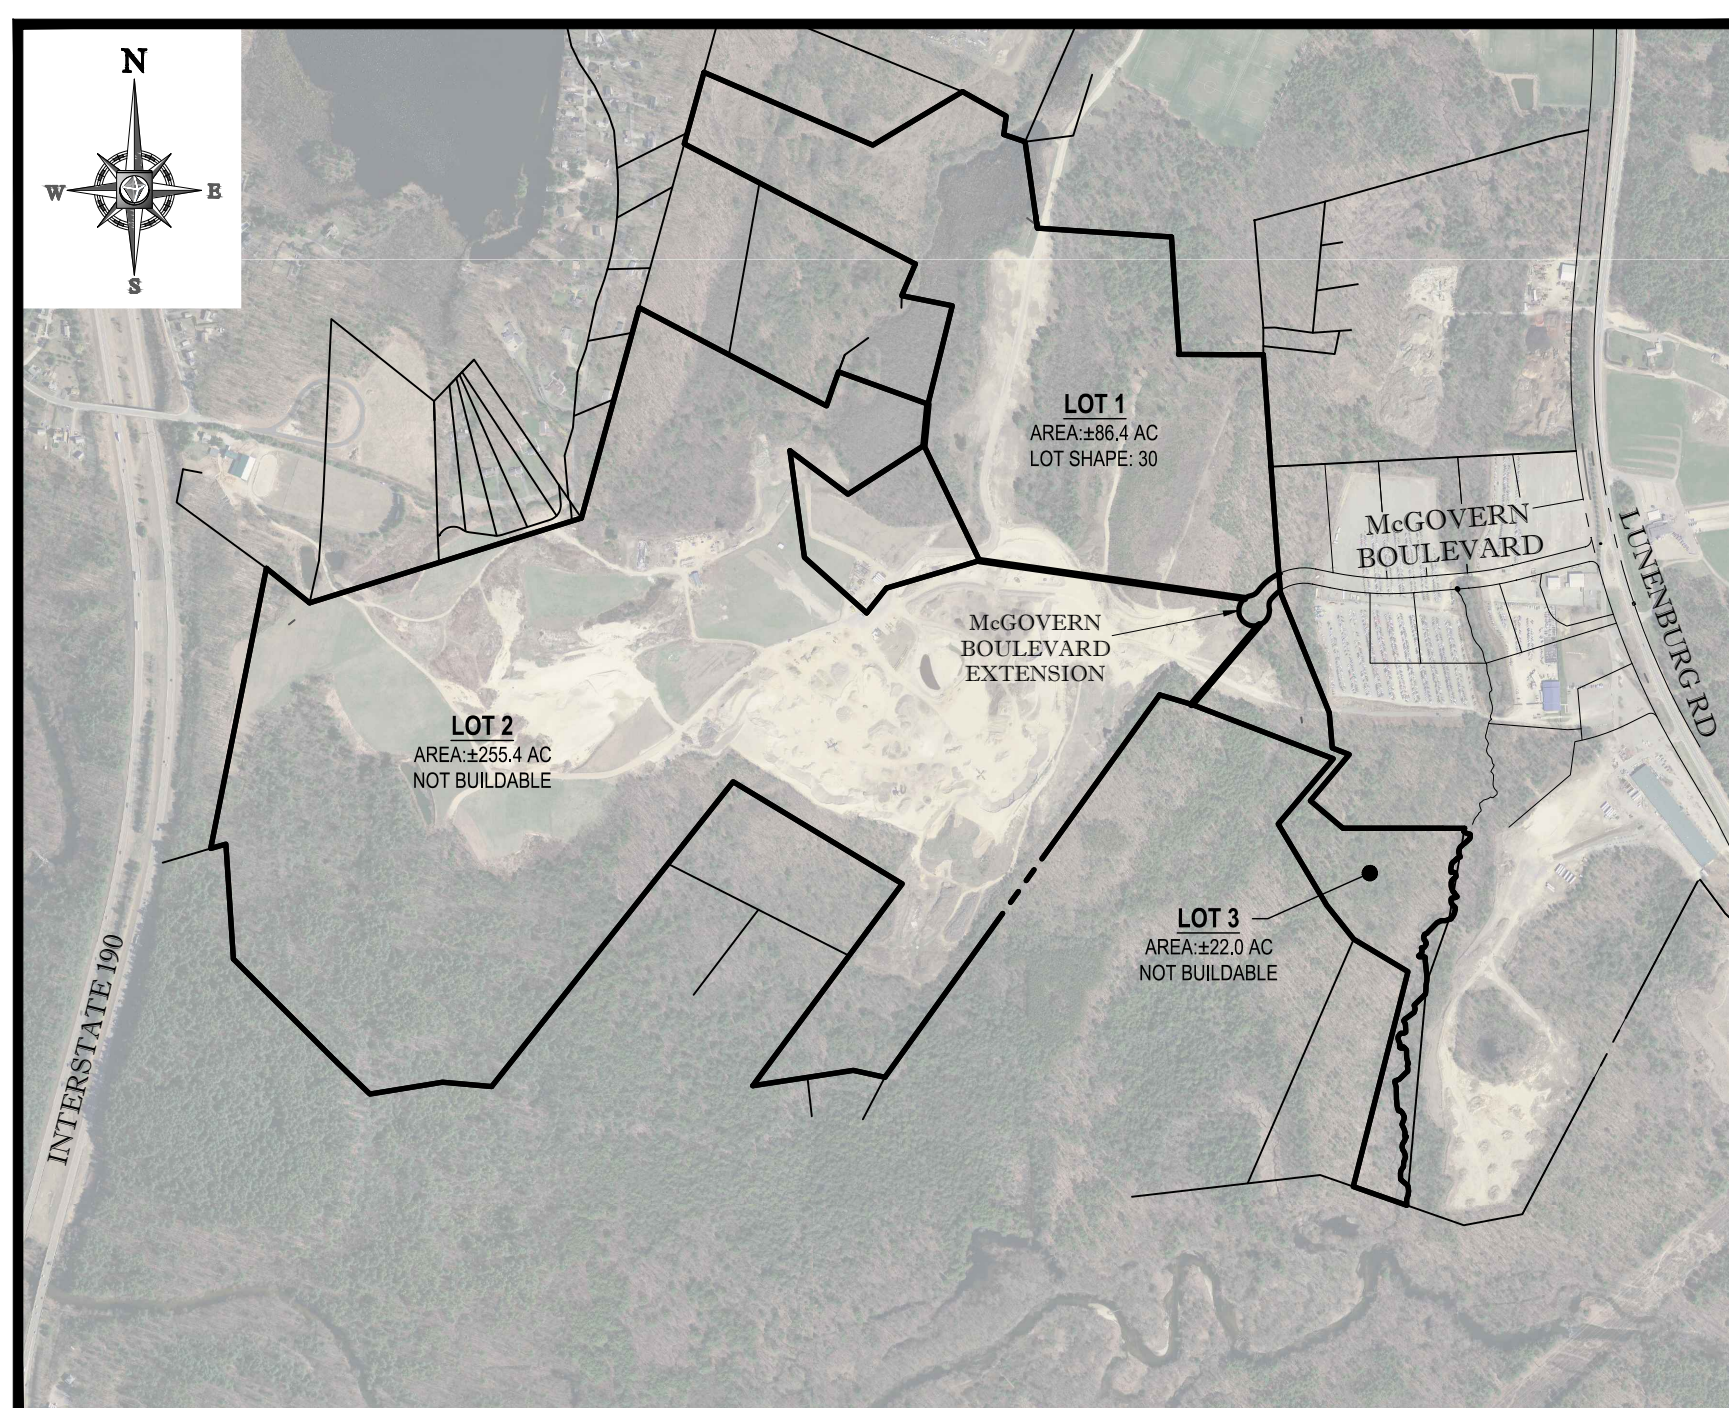 N
W
E
S
LOT 1
AREA:±86.4 AC
LOT SHAPE: 30
McGOVERN
BOULEVARD
LUNENBURG RD
McGOVERN
BOULEVARD
EXTENSION
LOT 2
AREA:±255.4 AC
NOT BUILDABLE
LOT 3
AREA:±22.0 AC
NOT BUILDABLE
INTERSTATE 190